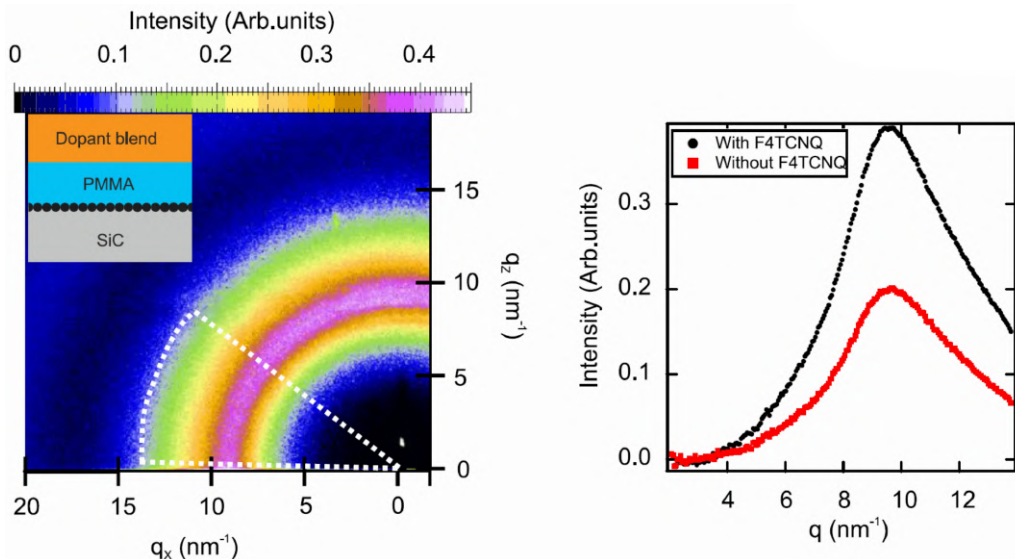 Intensity (Arb.units)
0 0.1 0.2 0.3 0.4
Dopant blend
PMMA
SiC
15
10
5
0
q_z (nm⁻¹)
20 15 10 5 0
q_x (nm⁻¹)
With F4TCNQ
Without F4TCNQ
0.3
0.2
0.1
0.0
Intensity (Arb.units)
4 6 8 10 12
q (nm⁻¹)